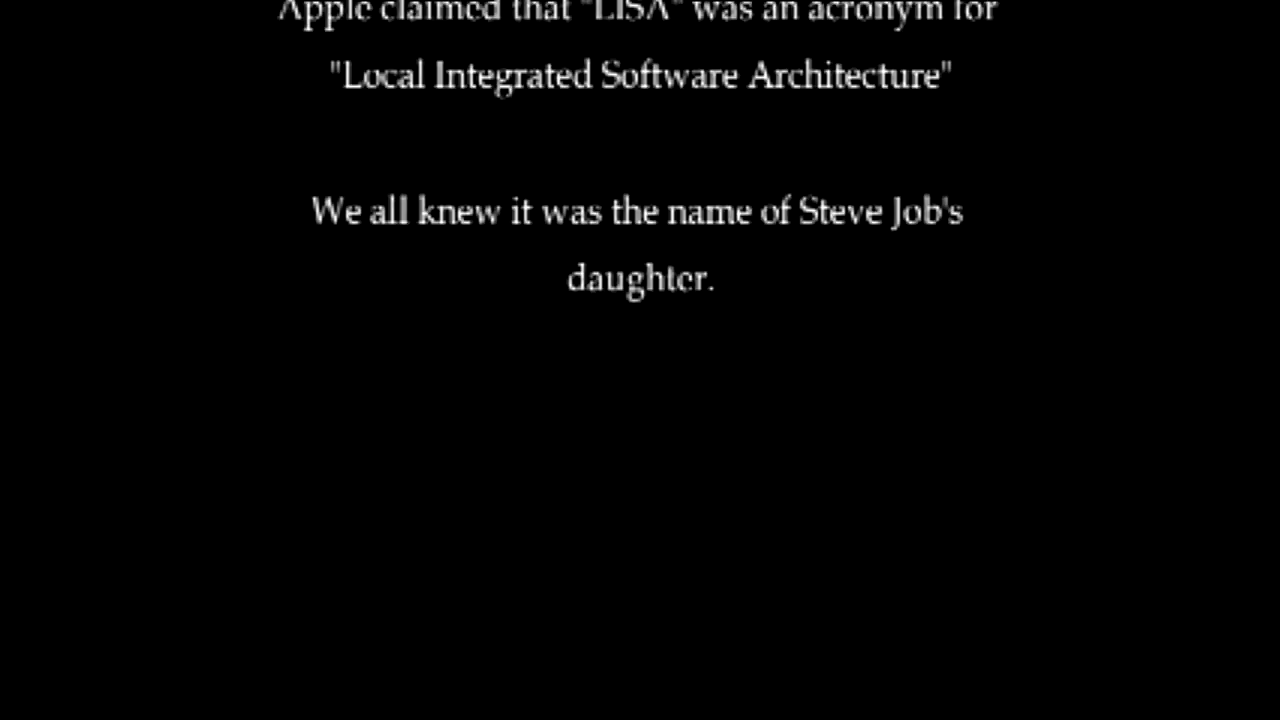 Apple claimed that "LISA" was an acronym for
"Local Integrated Software Architecture"
We all knew it was the name of Steve Job's
daughter.